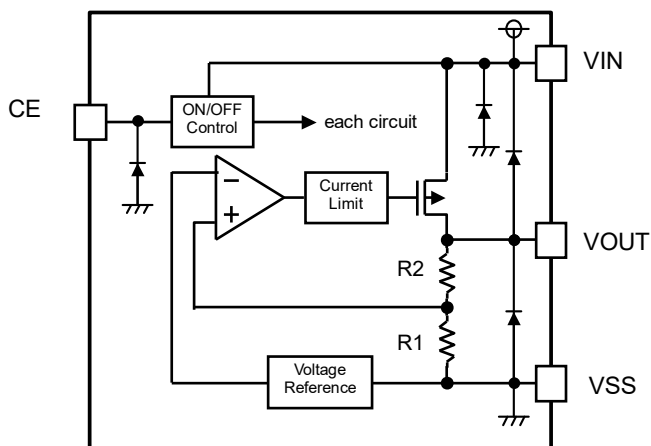 VIN
CE
ON/OFF
Control
each circuit
−
+
Current
Limit
VOUT
R2
R1
Voltage
Reference
VSS